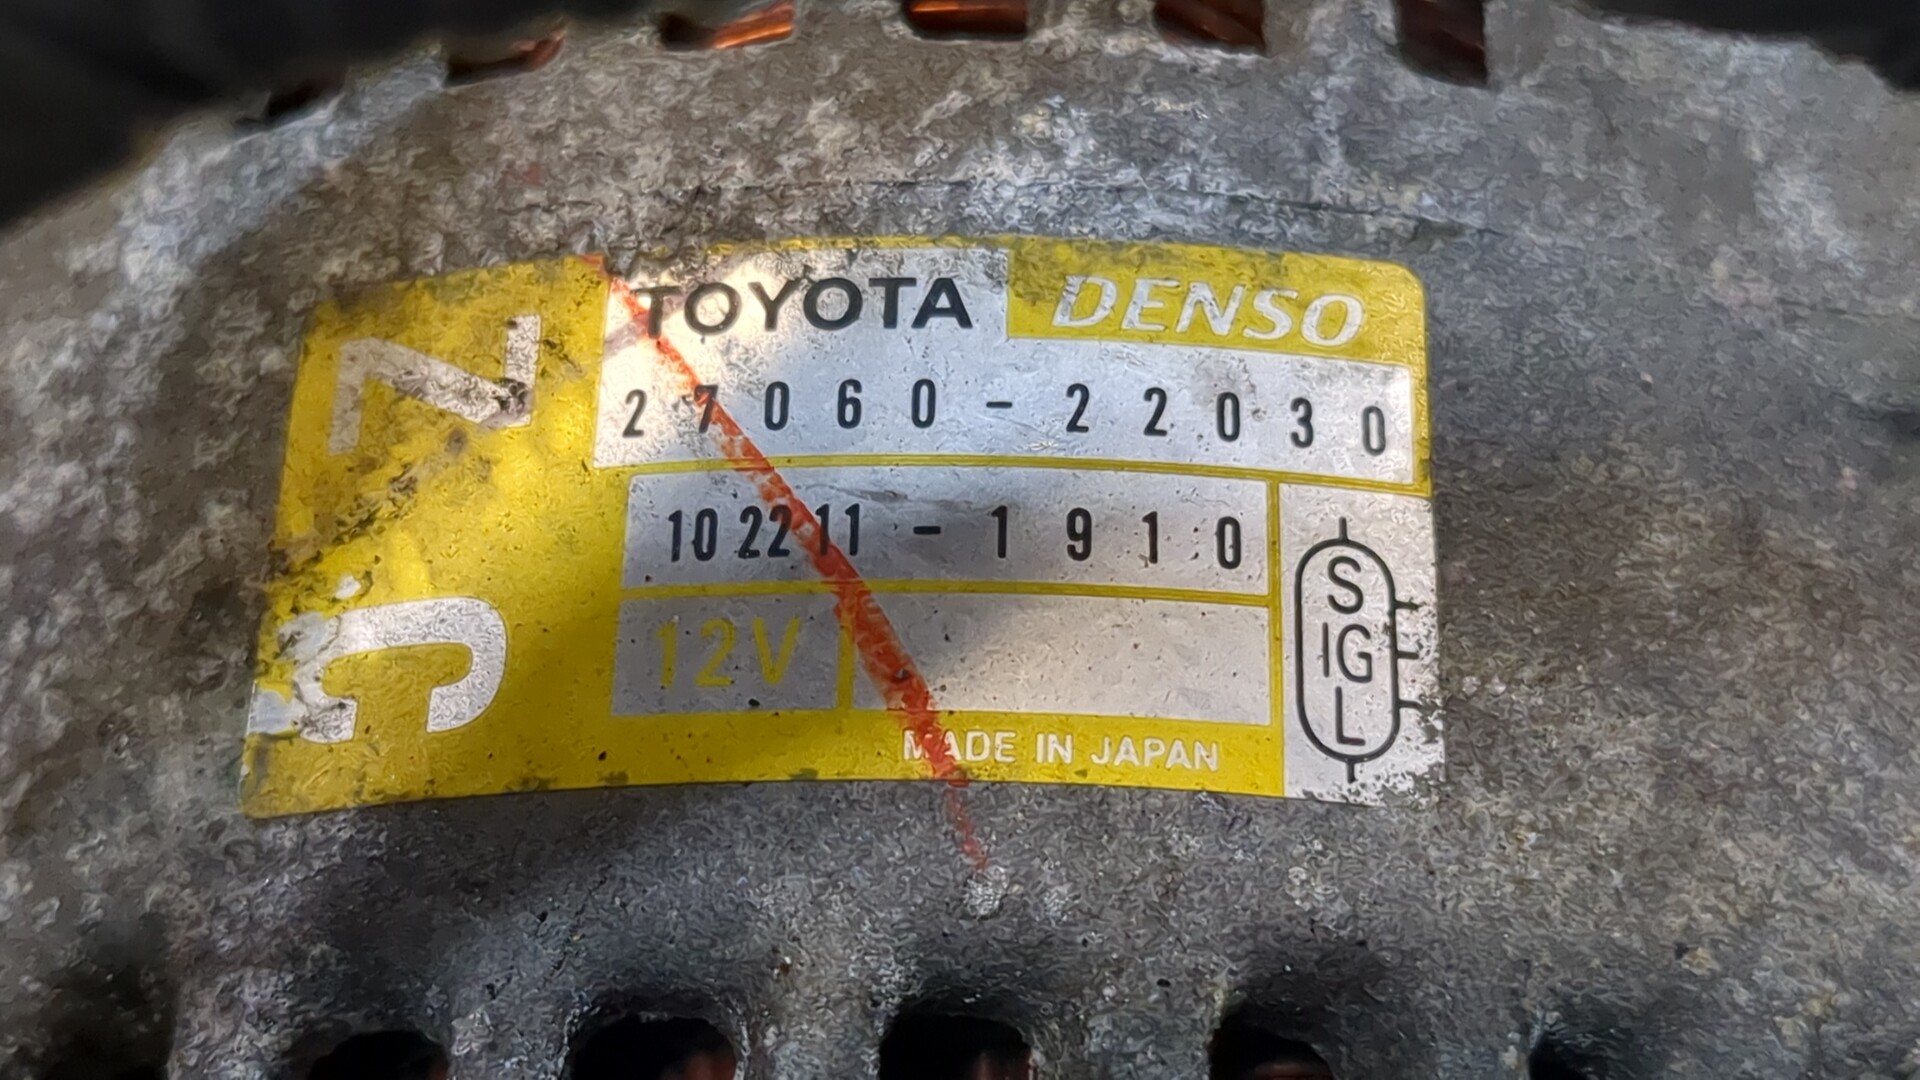 TOYOTA DENSO
27060-22030
102211-1910
12V
MADE IN JAPAN
S
IG
L